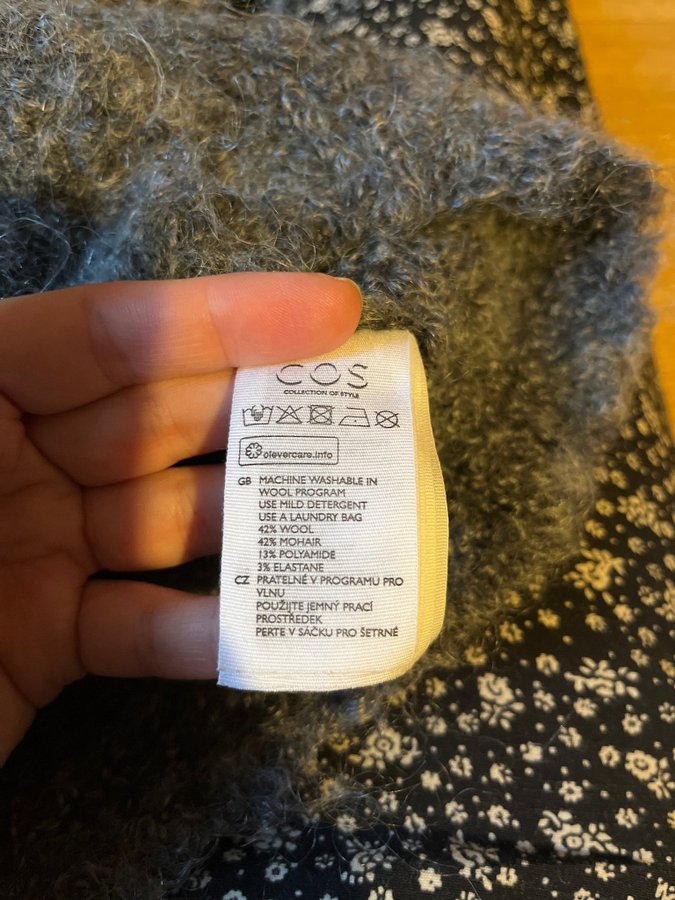 COS
COLLECTION OF STYLE
clevercare.info
GB MACHINE WASHABLE IN
WOOL PROGRAM
USE MILD DETERGENT
USE A LAUNDRY BAG
42% WOOL
42% MOHAIR
13% POLYAMIDE
3% ELASTANE
CZ PRATELNÉ V PROGRAMU PRO
VLNU
POUŽIJTE JEMNÝ PRACÍ
PROSTŘEDEK
PERTE V SÁČKU PRO ŠETRNÉ